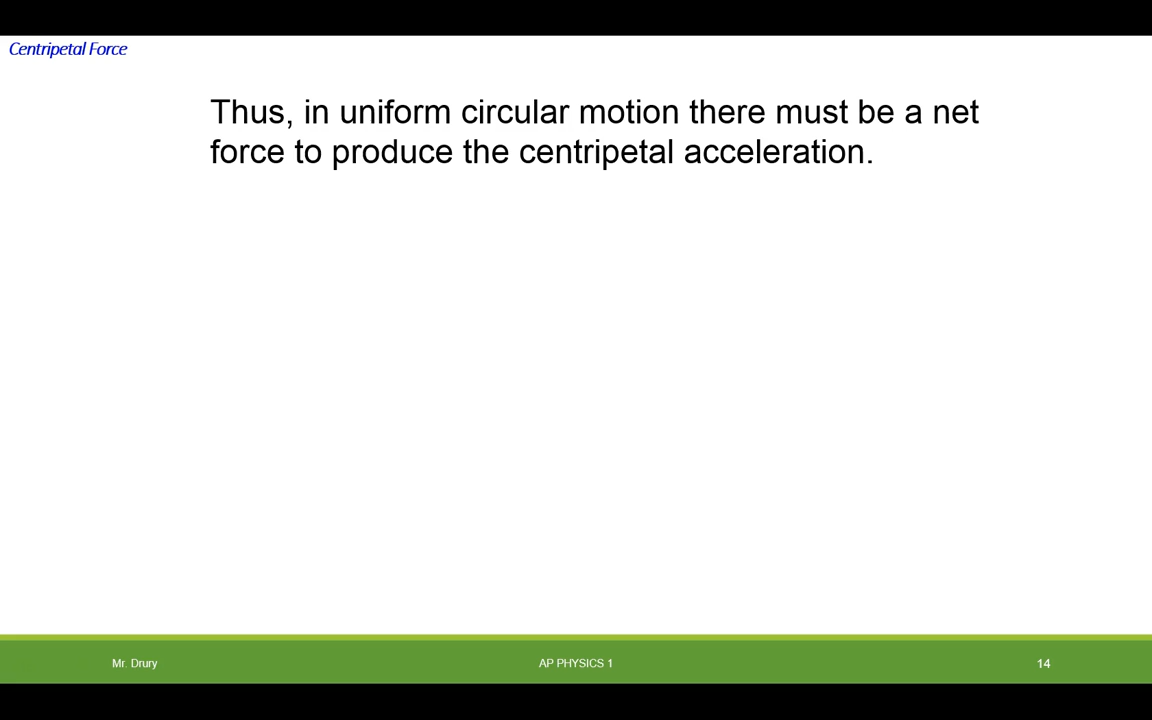 Centripetal Force
Thus, in uniform circular motion there must be a net
force to produce the centripetal acceleration.
Mr. Drury
AP PHYSICS 1
14